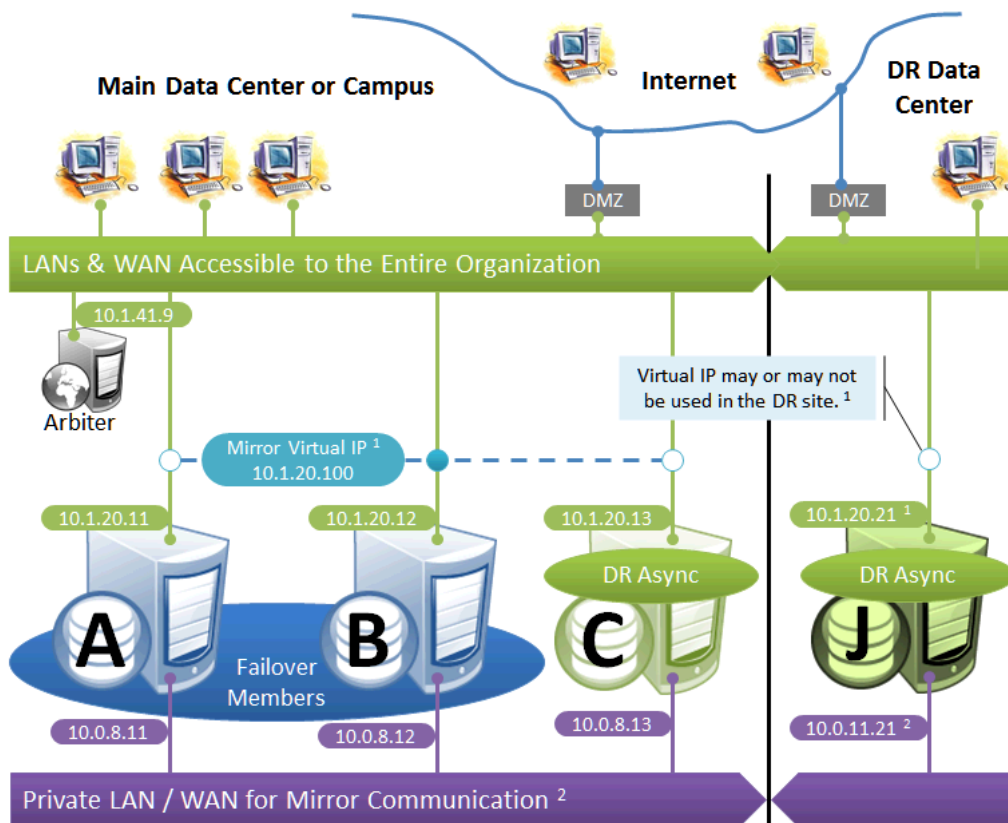 Main Data Center or Campus
Internet
DR Data
Center
DMZ
DMZ
LANs & WAN Accessible to the Entire Organization
10.1.41.9
Arbiter
Virtual IP may or may not
be used in the DR site. ¹
Mirror Virtual IP ¹
10.1.20.100
10.1.20.11
10.1.20.12
10.1.20.13
10.1.20.21 ¹
DR Async
DR Async
A
B
C
J
Failover
Members
10.0.8.11
10.0.8.12
10.0.8.13
10.0.11.21 ²
Private LAN / WAN for Mirror Communication ²